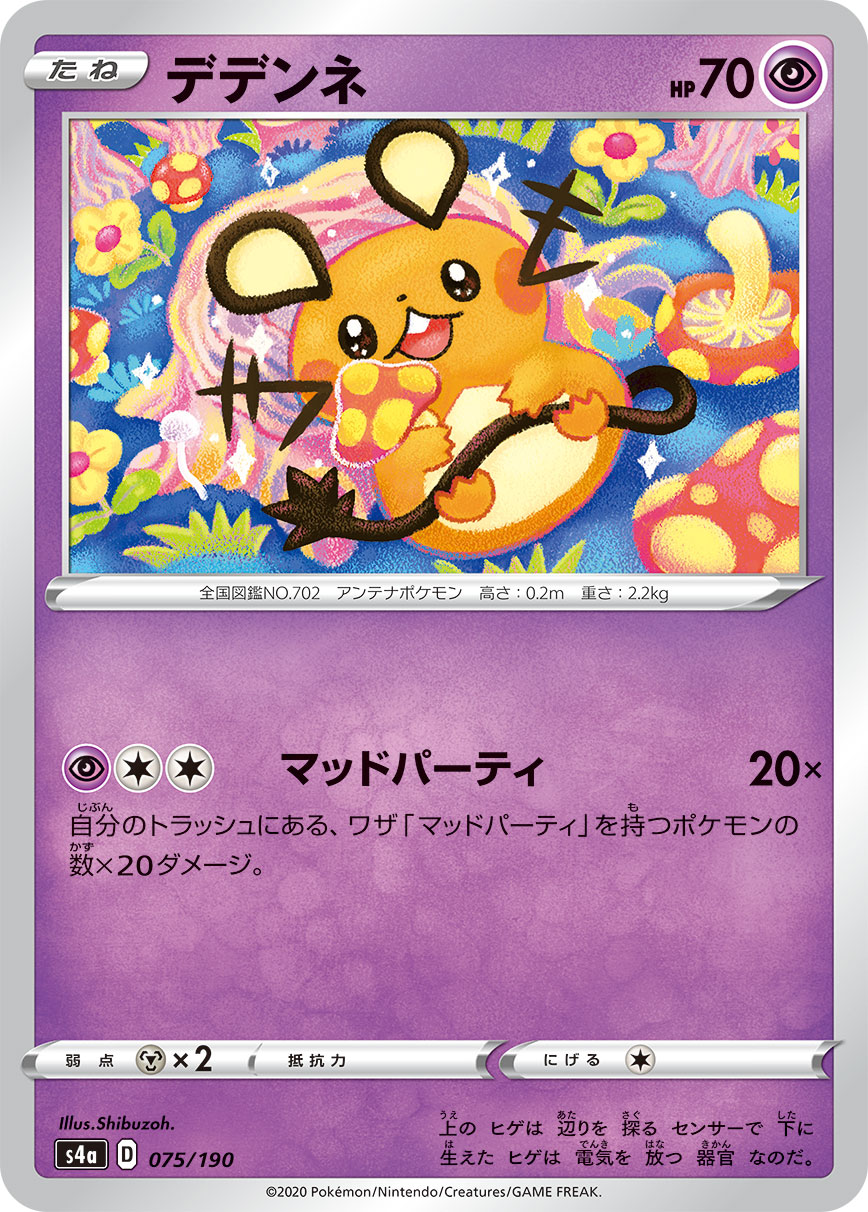 たね デデンネ HP70
全国図鑑NO.702 アンテナポケモン 高さ：0.2m 重さ：2.2kg
マッドパーティ 20×
自分のトラッシュにある、ワザ「マッドパーティ」を持つポケモンの
数×20ダメージ。
弱点 ×2 抵抗力 にげる
Illus.Shibuzoh.
上の ヒゲは 辺りを 探る センサーで 下に
生えた ヒゲは 電気を 放つ 器官 なのだ。
s4a D 075/190
©2020 Pokémon/Nintendo/Creatures/GAME FREAK.